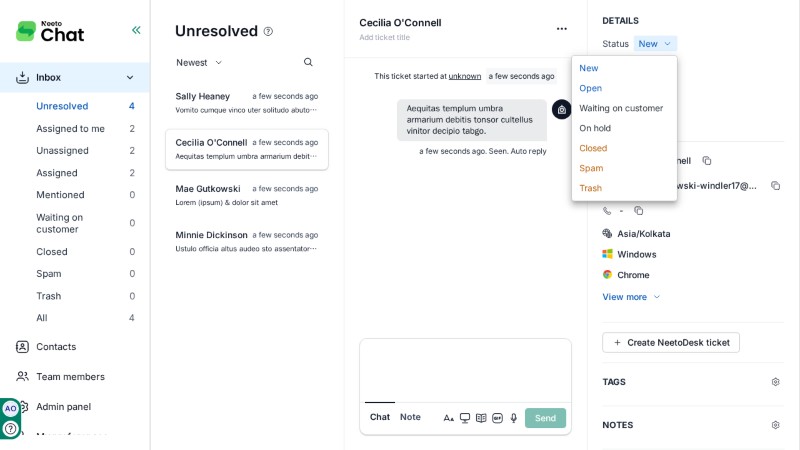 Neeto
Chat
Inbox
Unresolved 4
Assigned to me 2
Unassigned 2
Assigned 2
Mentioned 0
Waiting on
customer 0
Closed 0
Spam 0
Trash 0
All 4
Contacts
Team members
Admin panel
AO
Unresolved
Newest
Sally Heaney a few seconds ago
Vomito cumque vinco uter solitudo abuto···
Cecilia O'Connell a few seconds ago
Aequitas templum umbra armarium debit···
Mae Gutkowski a few seconds ago
Lorem (ipsum) & dolor sit amet
Minnie Dickinson a few seconds ago
Ustulo officia altus audeo sto assentator···
Cecilia O'Connell
Add ticket title
This ticket started at unknown a few seconds ago
Aequitas templum umbra
armarium debitis tonsor cultellus
vinitor decipio tabgo.
a few seconds ago. Seen. Auto reply
Chat Note
GIF
Send
DETAILS
Status New
New
Open
Waiting on customer
On hold
Closed
Spam
Trash
nell
wski-windler17@...
-
Asia/Kolkata
Windows
Chrome
View more
+ Create NeetoDesk ticket
TAGS
NOTES